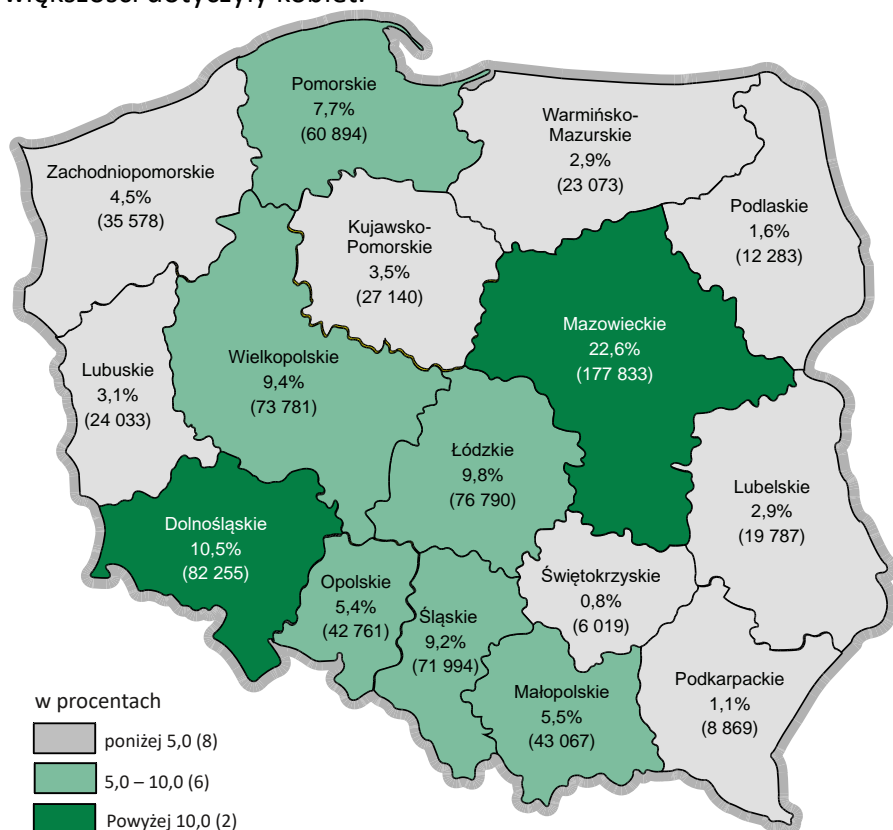 większości dotyczyły kobiet.
Pomorskie
7,7%
(60 894)
Warmińsko-
Mazurskie
2,9%
(23 073)
Zachodniopomorskie
4,5%
(35 578)
Podlaskie
1,6%
(12 283)
Kujawsko-
Pomorskie
3,5%
(27 140)
Mazowieckie
22,6%
(177 833)
Wielkopolskie
9,4%
(73 781)
Lubuskie
3,1%
(24 033)
Łódzkie
9,8%
(76 790)
Lubelskie
2,9%
(19 787)
Dolnośląskie
10,5%
(82 255)
Opolskie
5,4%
(42 761)
Śląskie
9,2%
(71 994)
Świętokrzyskie
0,8%
(6 019)
Małopolskie
5,5%
(43 067)
Podkarpackie
1,1%
(8 869)
w procentach
poniżej 5,0 (8)
5,0 – 10,0 (6)
Powyżej 10,0 (2)